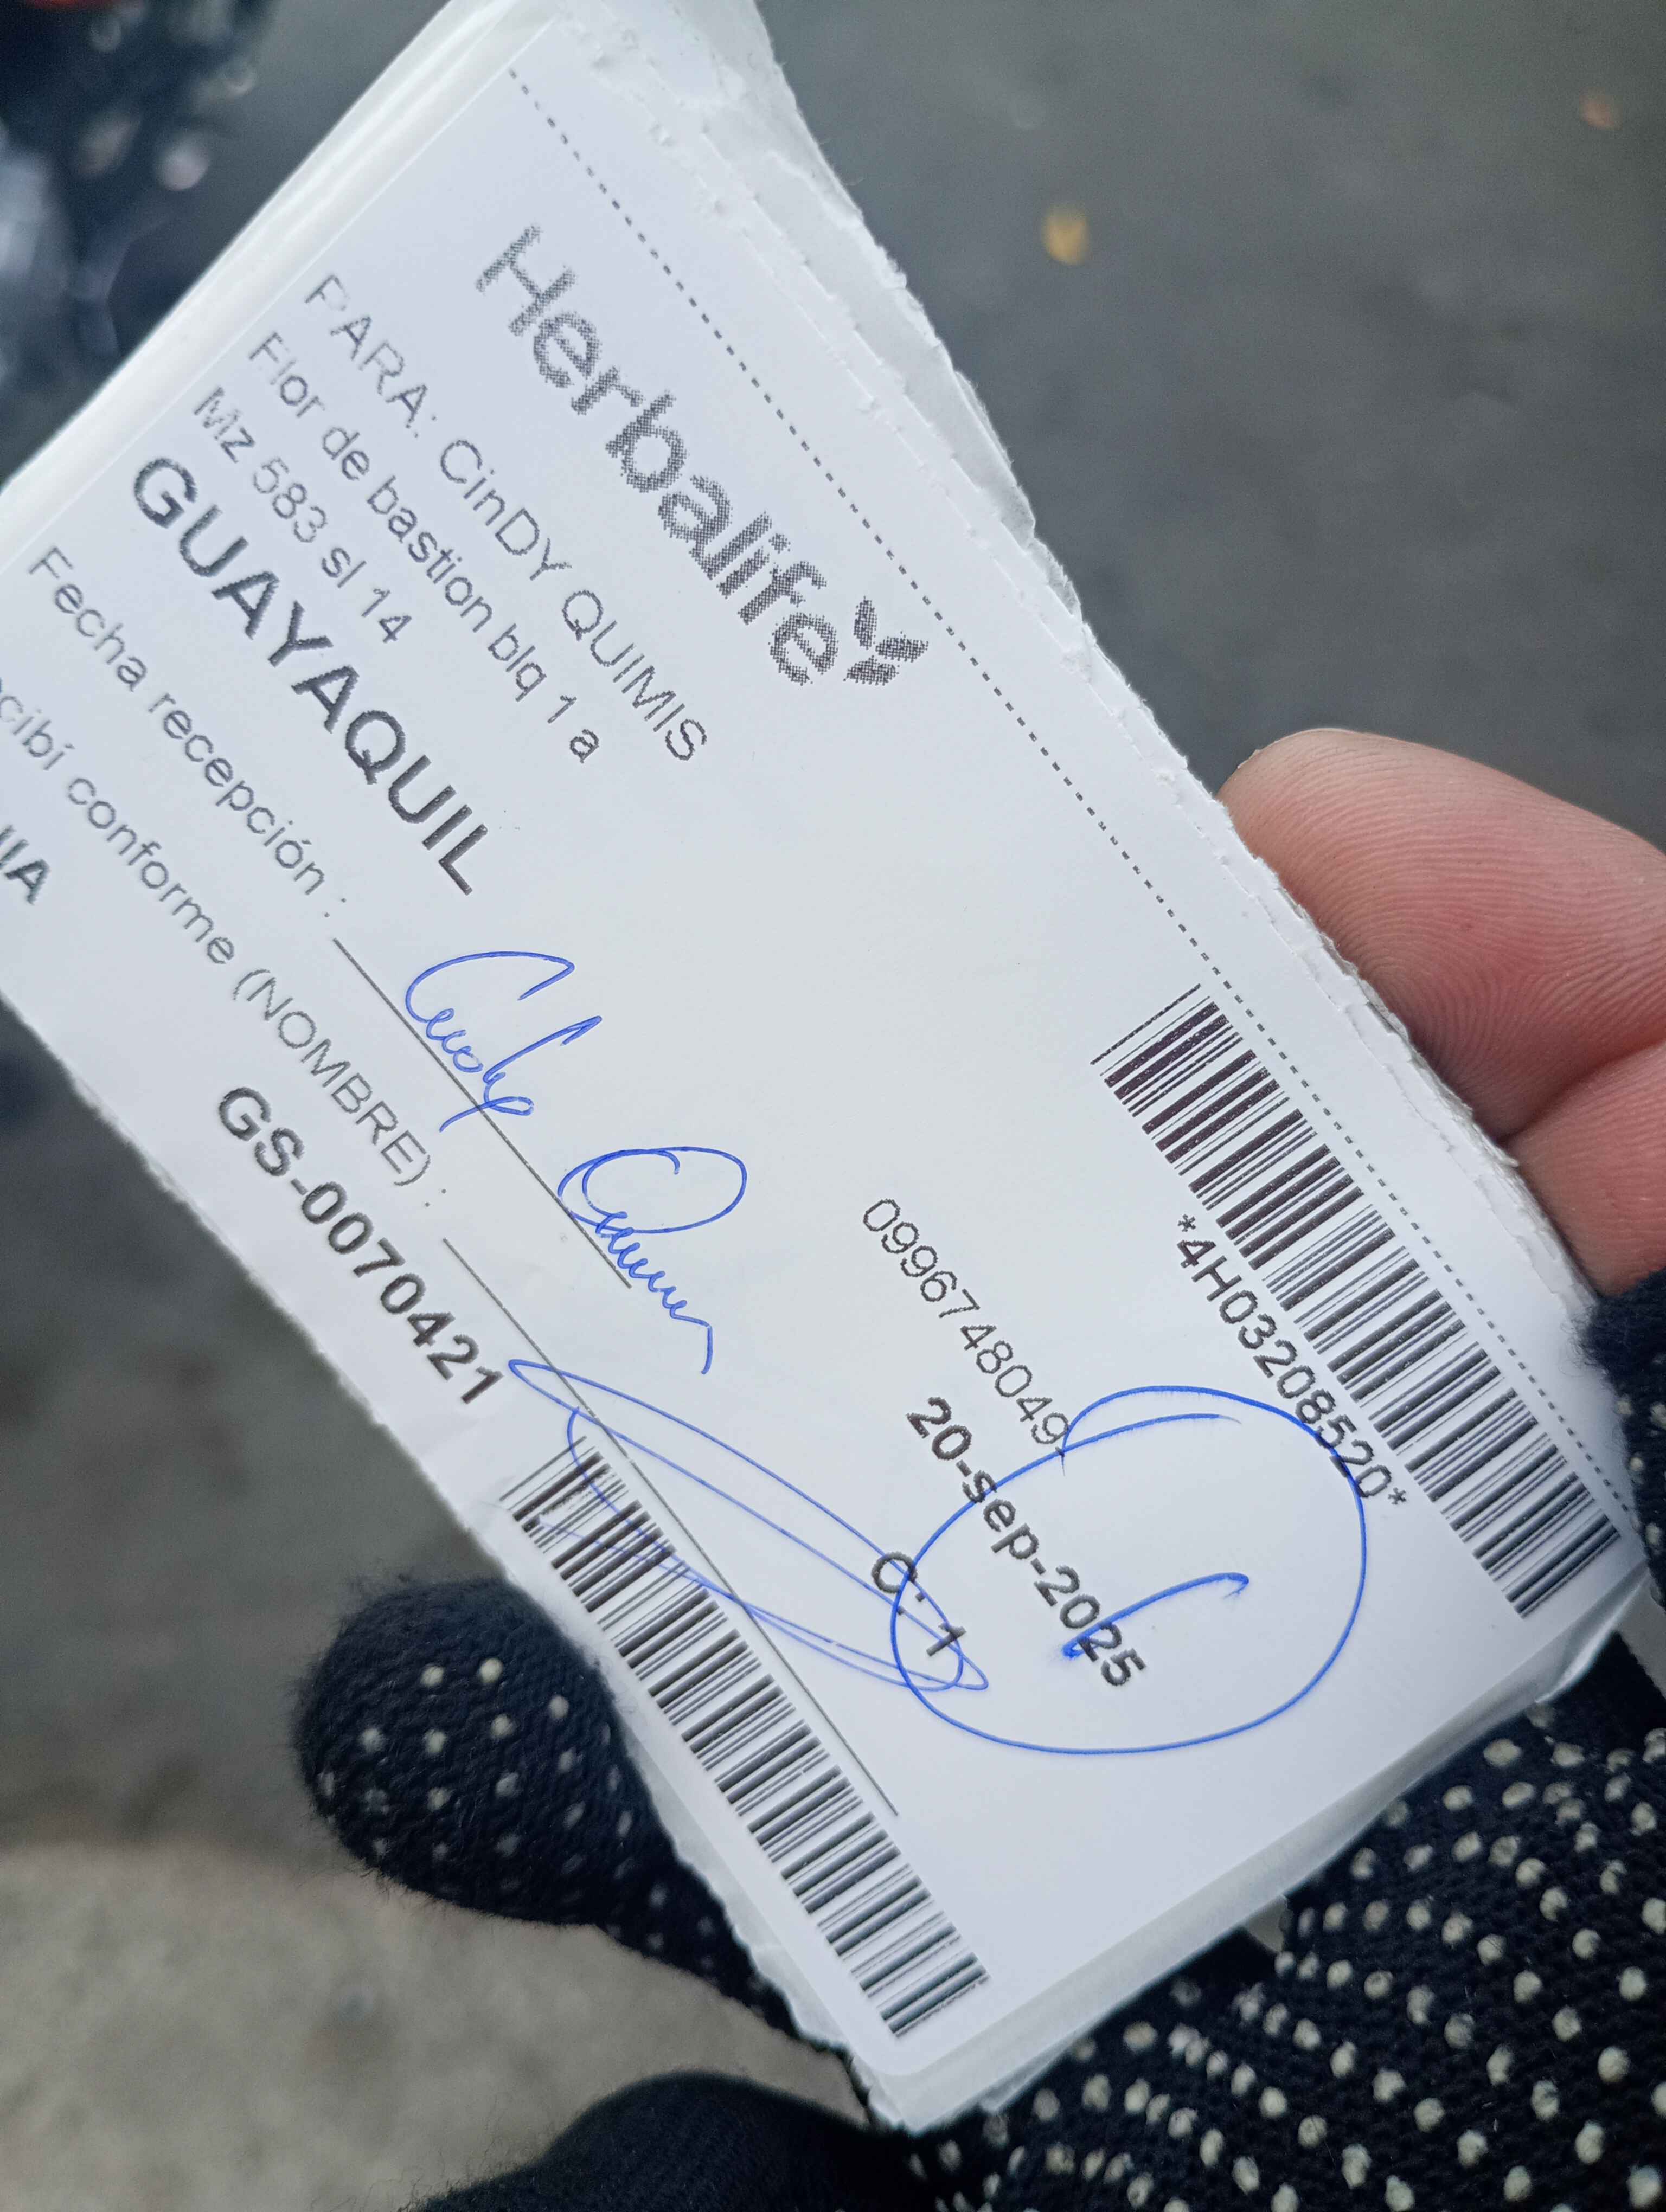 Herbalife
*4H03208520*
PARA: CinDY QUIMIS
0996748049
Flor de bastion blq 1 a
20-sep-2025
Mz 583 sl 14
C: 1
GUAYAQUIL
Fecha recepción :
cibí conforme (NOMBRE) :
IA
GS-0070421